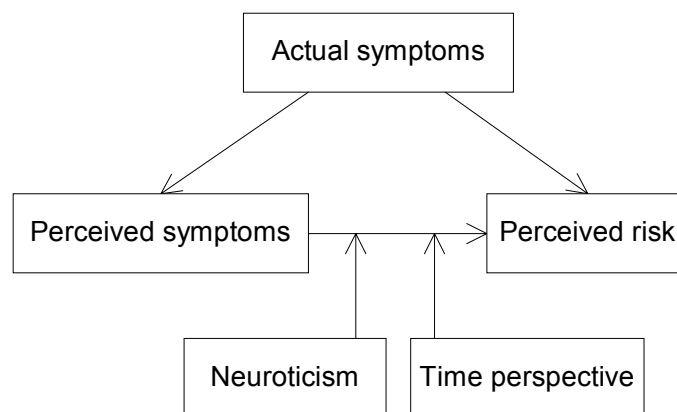 Actual symptoms
Perceived symptoms
Perceived risk
Neuroticism
Time perspective